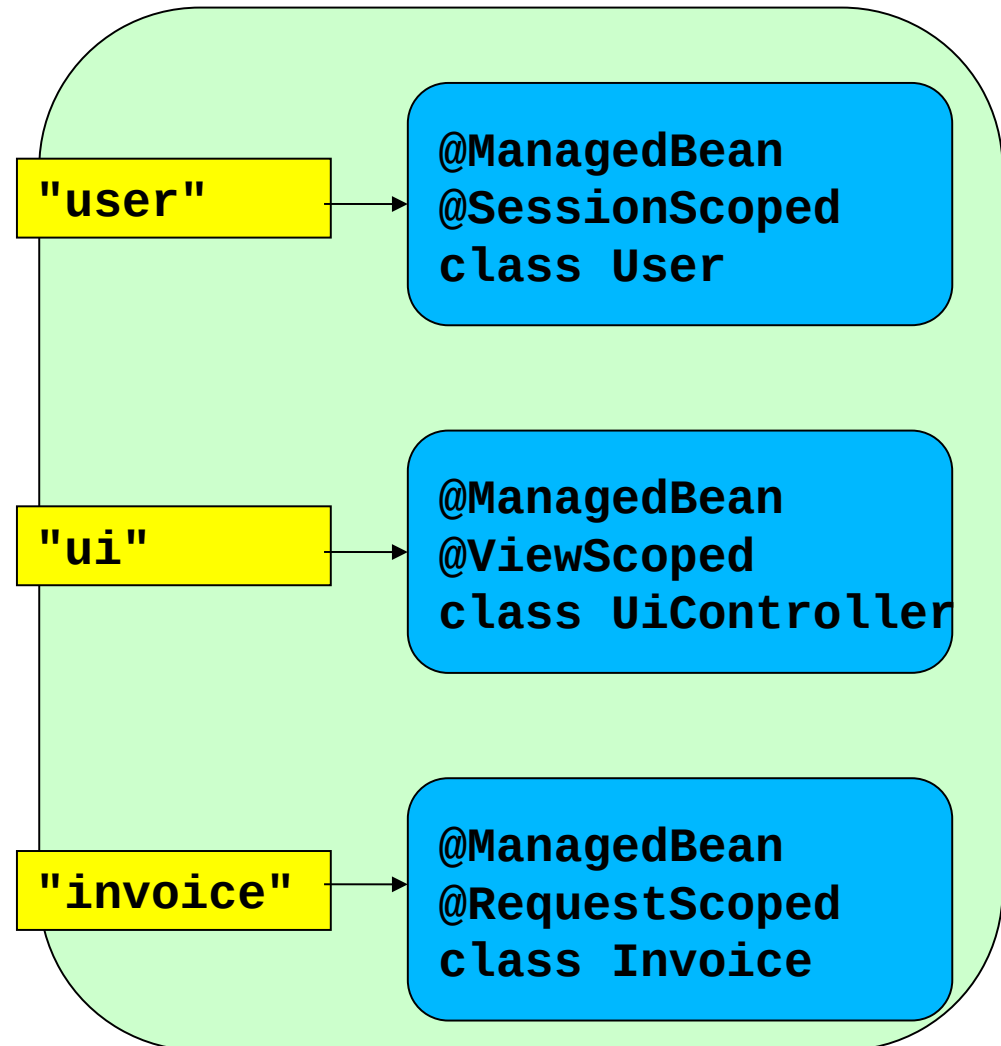 "user"
@ManagedBean
@SessionScoped
class User
"ui"
@ManagedBean
@ViewScoped
class UiController
"invoice"
@ManagedBean
@RequestScoped
class Invoice